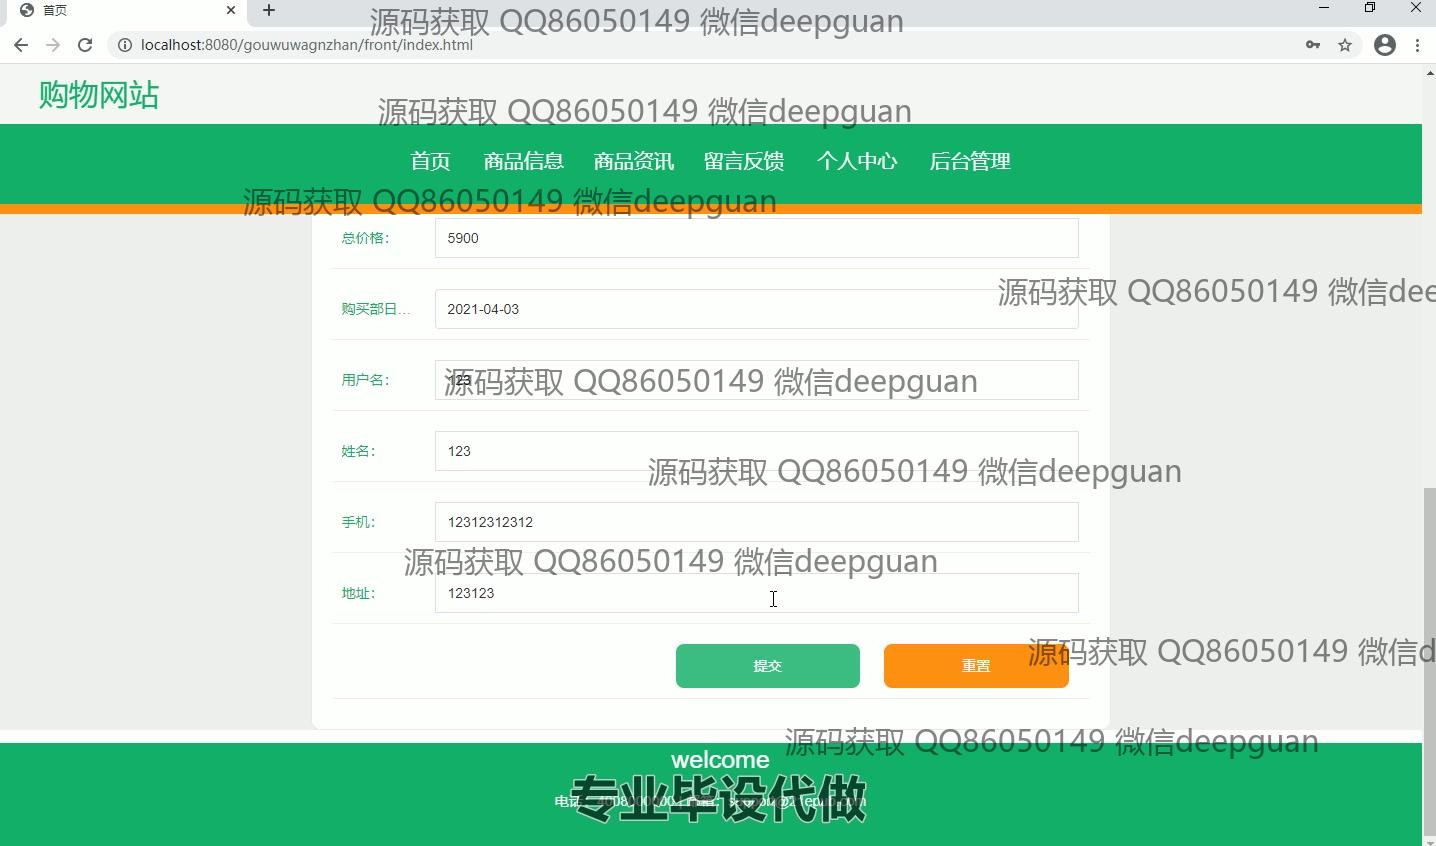 首页
源码获取 QQ86050149 微信deepguan
localhost:8080/gouwuwagnzhan/front/index.html
购物网站
源码获取 QQ86050149 微信deepguan
首页 商品信息 商品资讯 留言反馈 个人中心 后台管理
源码获取 QQ86050149 微信deepguan
总价格： 5900
源码获取 QQ86050149 微信dee
购买部日... 2021-04-03
用户名： 123
源码获取 QQ86050149 微信deepguan
姓名： 123
源码获取 QQ86050149 微信deepguan
手机： 12312312312
源码获取 QQ86050149 微信deepguan
地址： 123123
提交 重置
源码获取 QQ86050149 微信d
源码获取 QQ86050149 微信deepguan
welcome
专业毕设代做